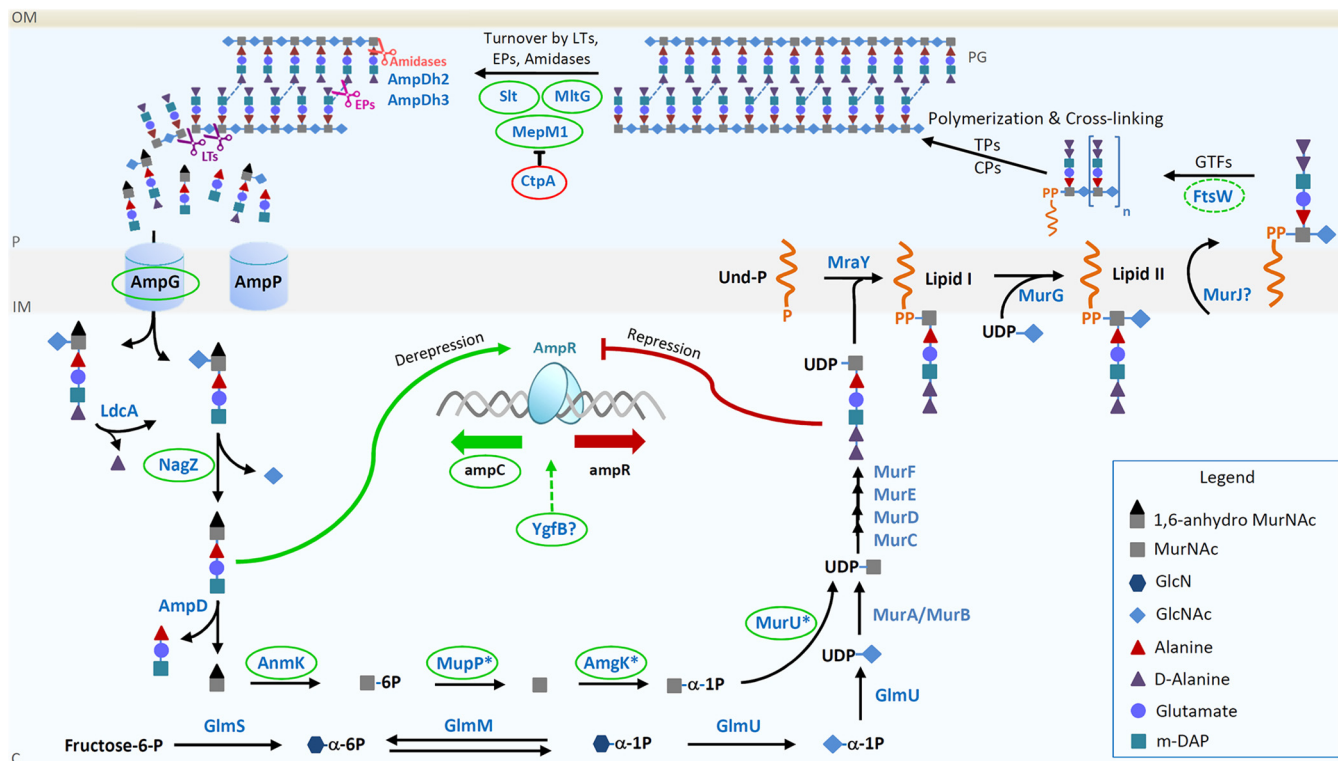 OM
Turnover by LTs,
EPs, Amidases
Amidases
AmpDh2
AmpDh3
EPs
LTs
Slt
MltG
MepM1
CtpA
PG
Polymerization & Cross-linking
TPs
CPs
GTFs
FtsW
PP
n
PP
P
IM
AmpG
AmpP
Und-P
P
MraY
PP
Lipid I
MurG
UDP
PP
Lipid II
MurJ?
Derepression
AmpR
Repression
UDP
LdcA
NagZ
ampC
ampR
YgfB?
MurF
MurE
MurD
MurC
UDP
AmpD
MurU*
MurA/MurB
UDP
AnmK
MupP*
AmgK*
-6P
-α-1P
GlmU
Fructose-6-P
GlmS
-α-6P
GlmM
-α-1P
GlmU
-α-1P
C
Legend
1,6-anhydro MurNAc
MurNAc
GlcN
GlcNAc
Alanine
D-Alanine
Glutamate
m-DAP